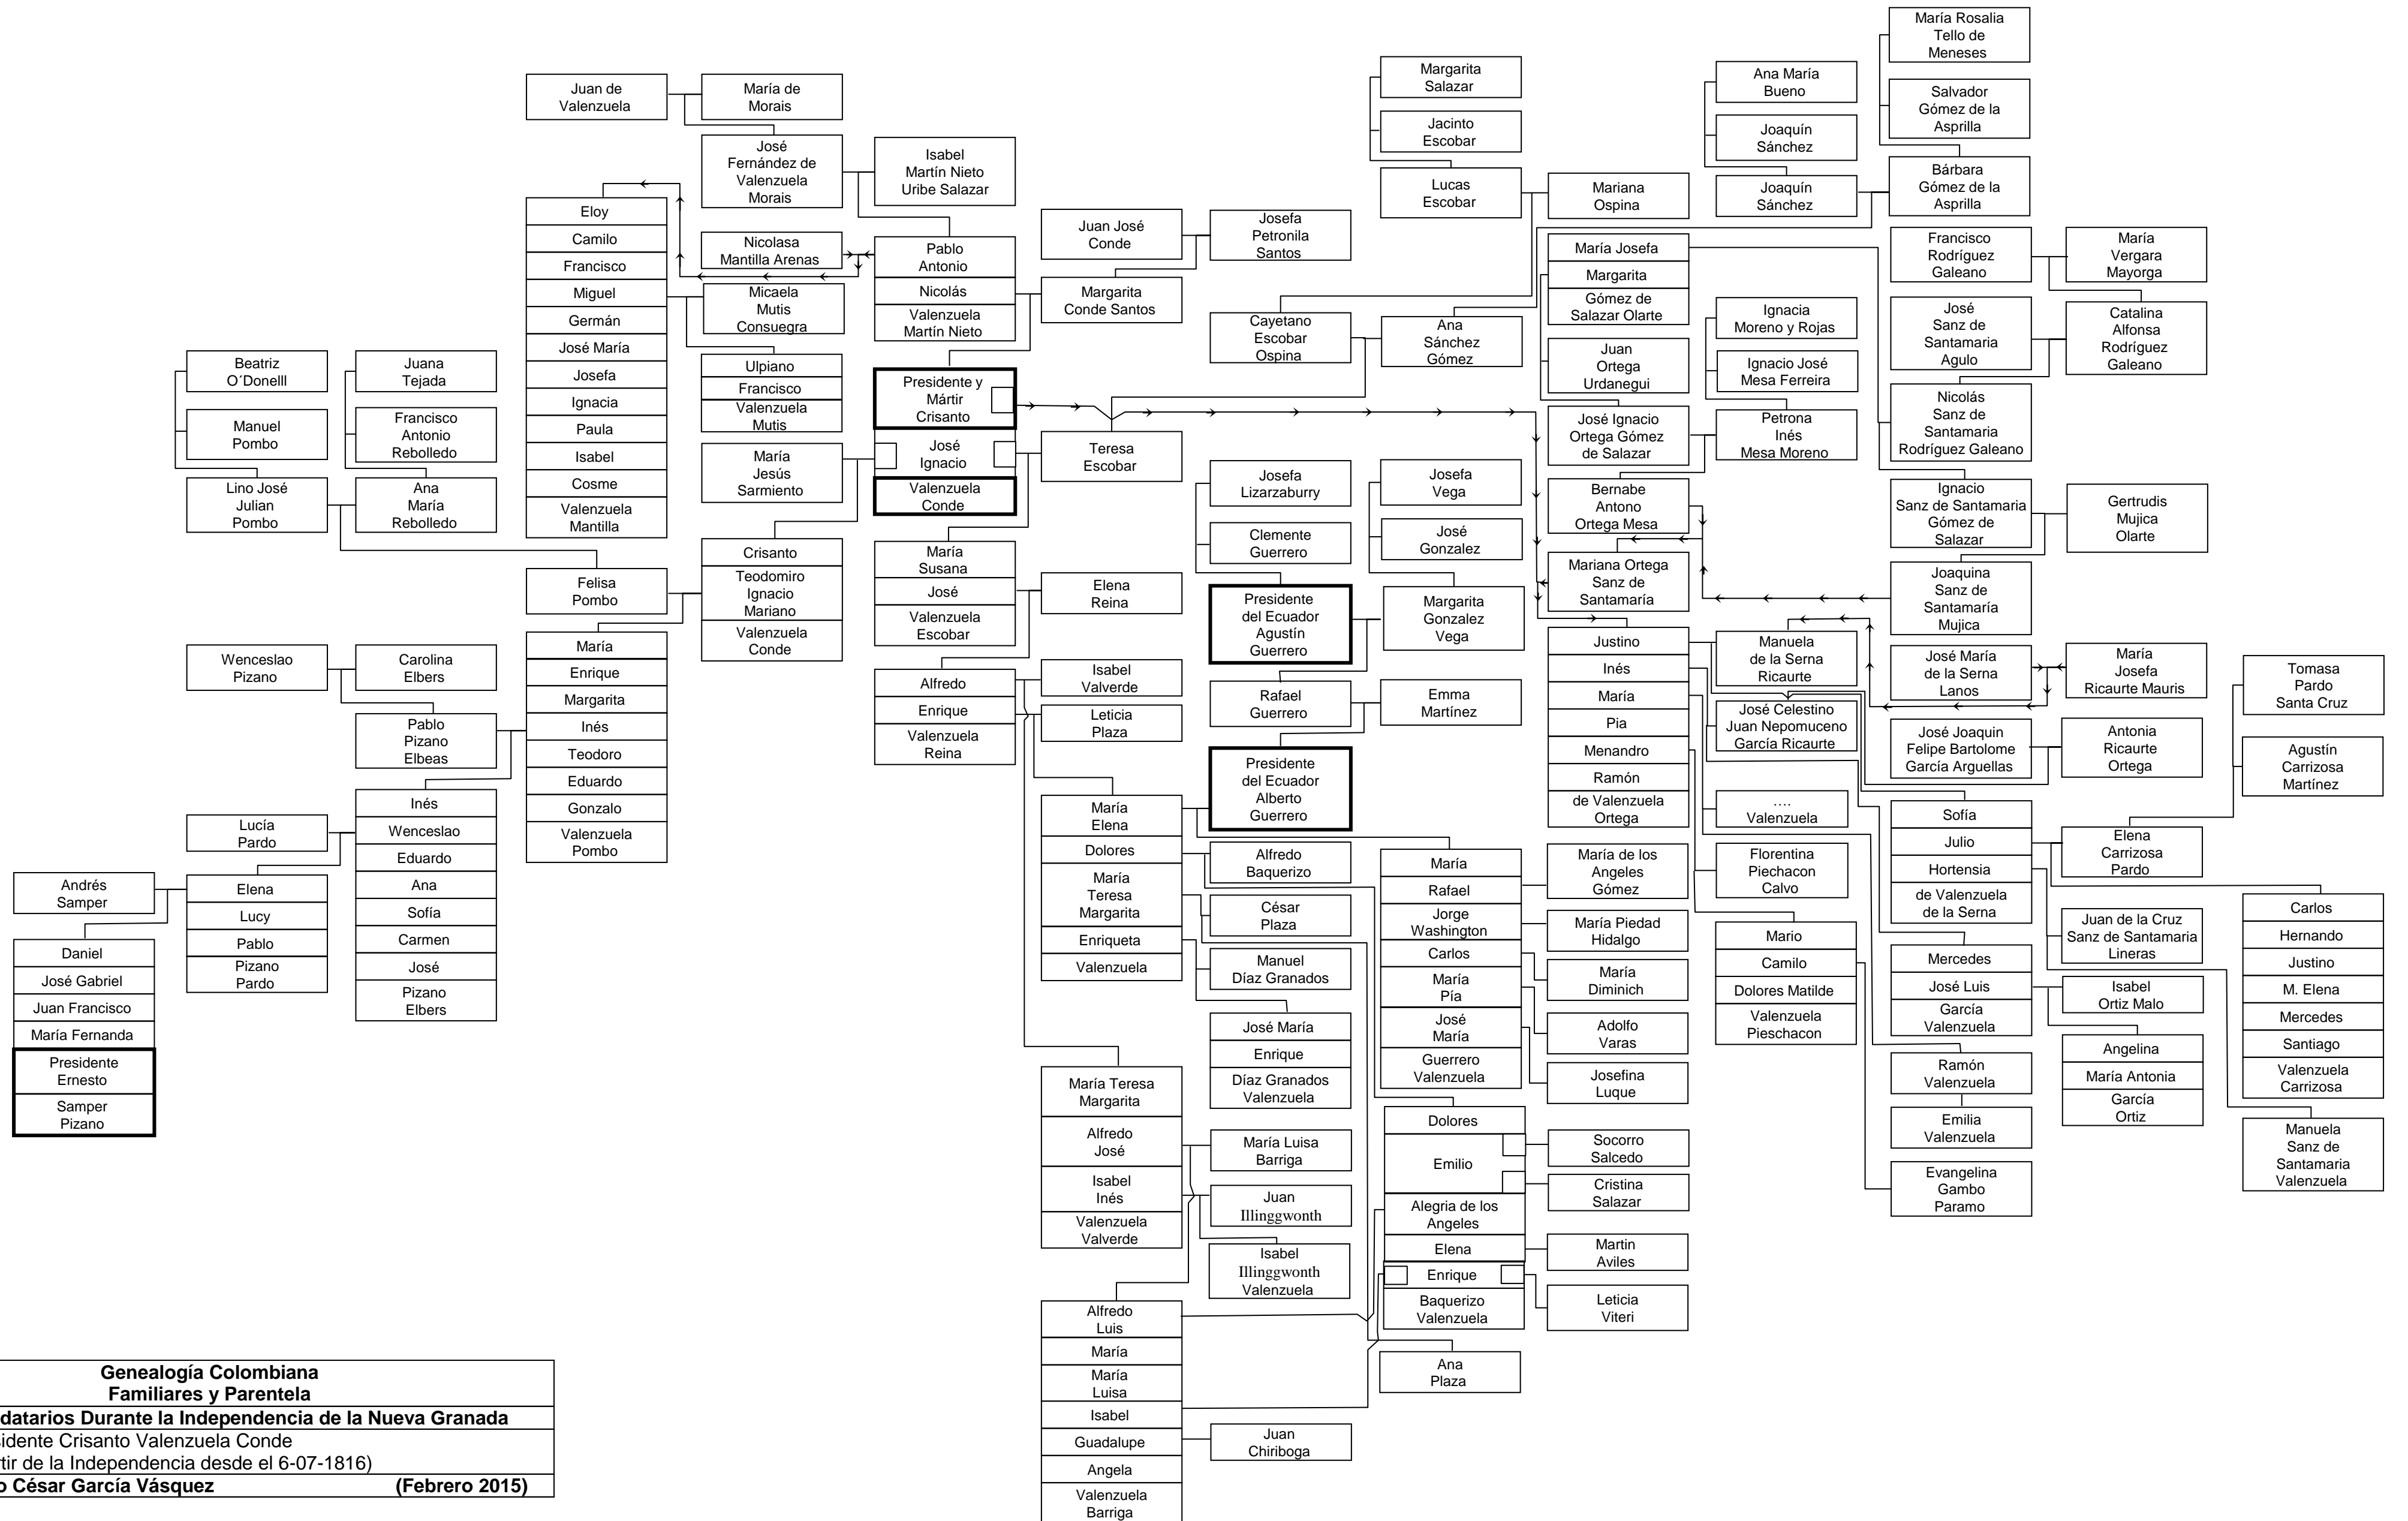 María Rosalia
Tello de
Meneses
Margarita
Salazar
Ana María
Bueno
Juan de
Valenzuela
María de
Morais
Salvador
Gómez de la
Asprilla
Jacinto
Escobar
Joaquín
Sánchez
José
Fernández de
Valenzuela
Morais
Isabel
Martín Nieto
Uribe Salazar
Lucas
Escobar
Mariana
Ospina
Joaquín
Sánchez
Bárbara
Gómez de la
Asprilla
Eloy
Camilo
Francisco
Miguel
Germán
José María
Josefa
Ignacia
Paula
Isabel
Cosme
Valenzuela
Mantilla
Nicolasa
Mantilla Arenas
Pablo
Antonio
Nicolás
Valenzuela
Martín Nieto
Juan José
Conde
Josefa
Petronila
Santos
Margarita
Conde Santos
María Josefa
Margarita
Gómez de
Salazar Olarte
Francisco
Rodríguez
Galeano
María
Vergara
Mayorga
Micaela
Mutis
Consuegra
Cayetano
Escobar
Ospina
Ana
Sánchez
Gómez
Ignacia
Moreno y Rojas
José
Sanz de
Santamaria
Agulo
Catalina
Alfonsa
Rodríguez
Galeano
Juan
Ortega
Urdanegui
Ignacio José
Mesa Ferreira
Beatriz
O´Donelll
Juana
Tejada
Ulpiano
Francisco
Valenzuela
Mutis
Presidente y
Mártir
Crisanto
José
Ignacio
Valenzuela
Conde
Nicolás
Sanz de
Santamaria
Rodríguez Galeano
Manuel
Pombo
Francisco
Antonio
Rebolledo
José Ignacio
Ortega Gómez
de Salazar
Petrona
Inés
Mesa Moreno
María
Jesús
Sarmiento
Teresa
Escobar
Josefa
Lizarzaburry
Josefa
Vega
Lino José
Julian
Pombo
Ana
María
Rebolledo
Bernabe
Antono
Ortega Mesa
Ignacio
Sanz de Santamaria
Gómez de
Salazar
Gertrudis
Mujica
Olarte
Clemente
Guerrero
José
Gonzalez
Felisa
Pombo
Crisanto
Teodomiro
Ignacio
Mariano
Valenzuela
Conde
María
Susana
José
Valenzuela
Escobar
Elena
Reina
Mariana Ortega
Sanz de
Santamaría
Joaquina
Sanz de
Santamaría
Mujica
Presidente
del Ecuador
Agustín
Guerrero
Margarita
Gonzalez
Vega
Wenceslao
Pizano
Carolina
Elbers
María
Enrique
Margarita
Inés
Teodoro
Eduardo
Gonzalo
Valenzuela
Pombo
Justino
Inés
María
Pia
Menandro
Ramón
de Valenzuela
Ortega
Manuela
de la Serna
Ricaurte
José María
de la Serna
Lanos
María
Josefa
Ricaurte Mauris
Tomasa
Pardo
Santa Cruz
Alfredo
Enrique
Valenzuela
Reina
Isabel
Valverde
Leticia
Plaza
Rafael
Guerrero
Emma
Martínez
José Celestino
Juan Nepomuceno
García Ricaurte
José Joaquin
Felipe Bartolome
García Arguellas
Antonia
Ricaurte
Ortega
Agustín
Carrizosa
Martínez
Pablo
Pizano
Elbeas
Presidente
del Ecuador
Alberto
Guerrero
Inés
Wenceslao
Eduardo
Ana
Sofía
Carmen
José
Pizano
Elbers
María
Elena
Dolores
María
Teresa
Margarita
Enriqueta
Valenzuela
….
Valenzuela
Sofía
Julio
Hortensia
de Valenzuela
de la Serna
Elena
Carrizosa
Pardo
Lucía
Pardo
Alfredo
Baquerizo
María
Rafael
Jorge
Washington
Carlos
María
Pía
José
María
Guerrero
Valenzuela
María de los
Angeles
Gómez
Florentina
Piechacon
Calvo
Andrés
Samper
Elena
Lucy
Pablo
Pizano
Pardo
César
Plaza
María Piedad
Hidalgo
Mario
Camilo
Dolores Matilde
Valenzuela
Pieschacon
Juan de la Cruz
Sanz de Santamaria
Lineras
Carlos
Hernando
Justino
M. Elena
Mercedes
Santiago
Valenzuela
Carrizosa
Daniel
José Gabriel
Juan Francisco
María Fernanda
Presidente
Ernesto
Samper
Pizano
Manuel
Díaz Granados
María
Diminich
Mercedes
José Luis
García
Valenzuela
Isabel
Ortiz Malo
José María
Enrique
Díaz Granados
Valenzuela
Adolfo
Varas
Angelina
María Antonia
García
Ortiz
Josefina
Luque
Ramón
Valenzuela
María Teresa
Margarita
Alfredo
José
Isabel
Inés
Valenzuela
Valverde
Dolores
Emilio
Alegria de los
Angeles
Elena
Enrique
Baquerizo
Valenzuela
Emilia
Valenzuela
Manuela
Sanz de
Santamaria
Valenzuela
María Luisa
Barriga
Socorro
Salcedo
Cristina
Salazar
Evangelina
Gambo
Paramo
Juan
Illinggworth
Isabel
Illinggworth
Valenzuela
Martin
Aviles
Leticia
Viteri
Alfredo
Luis
María
María
Luisa
Isabel
Guadalupe
Angela
Valenzuela
Barriga
Ana
Plaza
Juan
Chiriboga
Genealogía Colombiana
Familiares y Parentela
datarios Durante la Independencia de la Nueva Granada
sidente Crisanto Valenzuela Conde
tir de la Independencia desde el 6-07-1816)
o César García Vásquez (Febrero 2015)